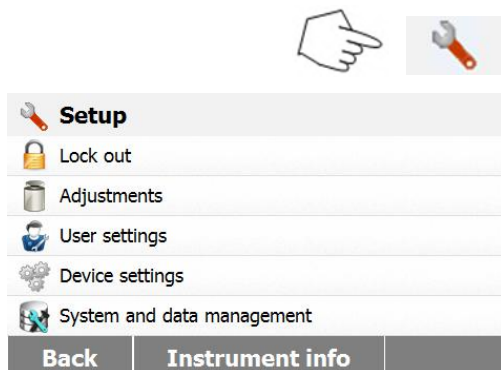 Setup
Lock out
Adjustments
User settings
Device settings
System and data management
Back Instrument info